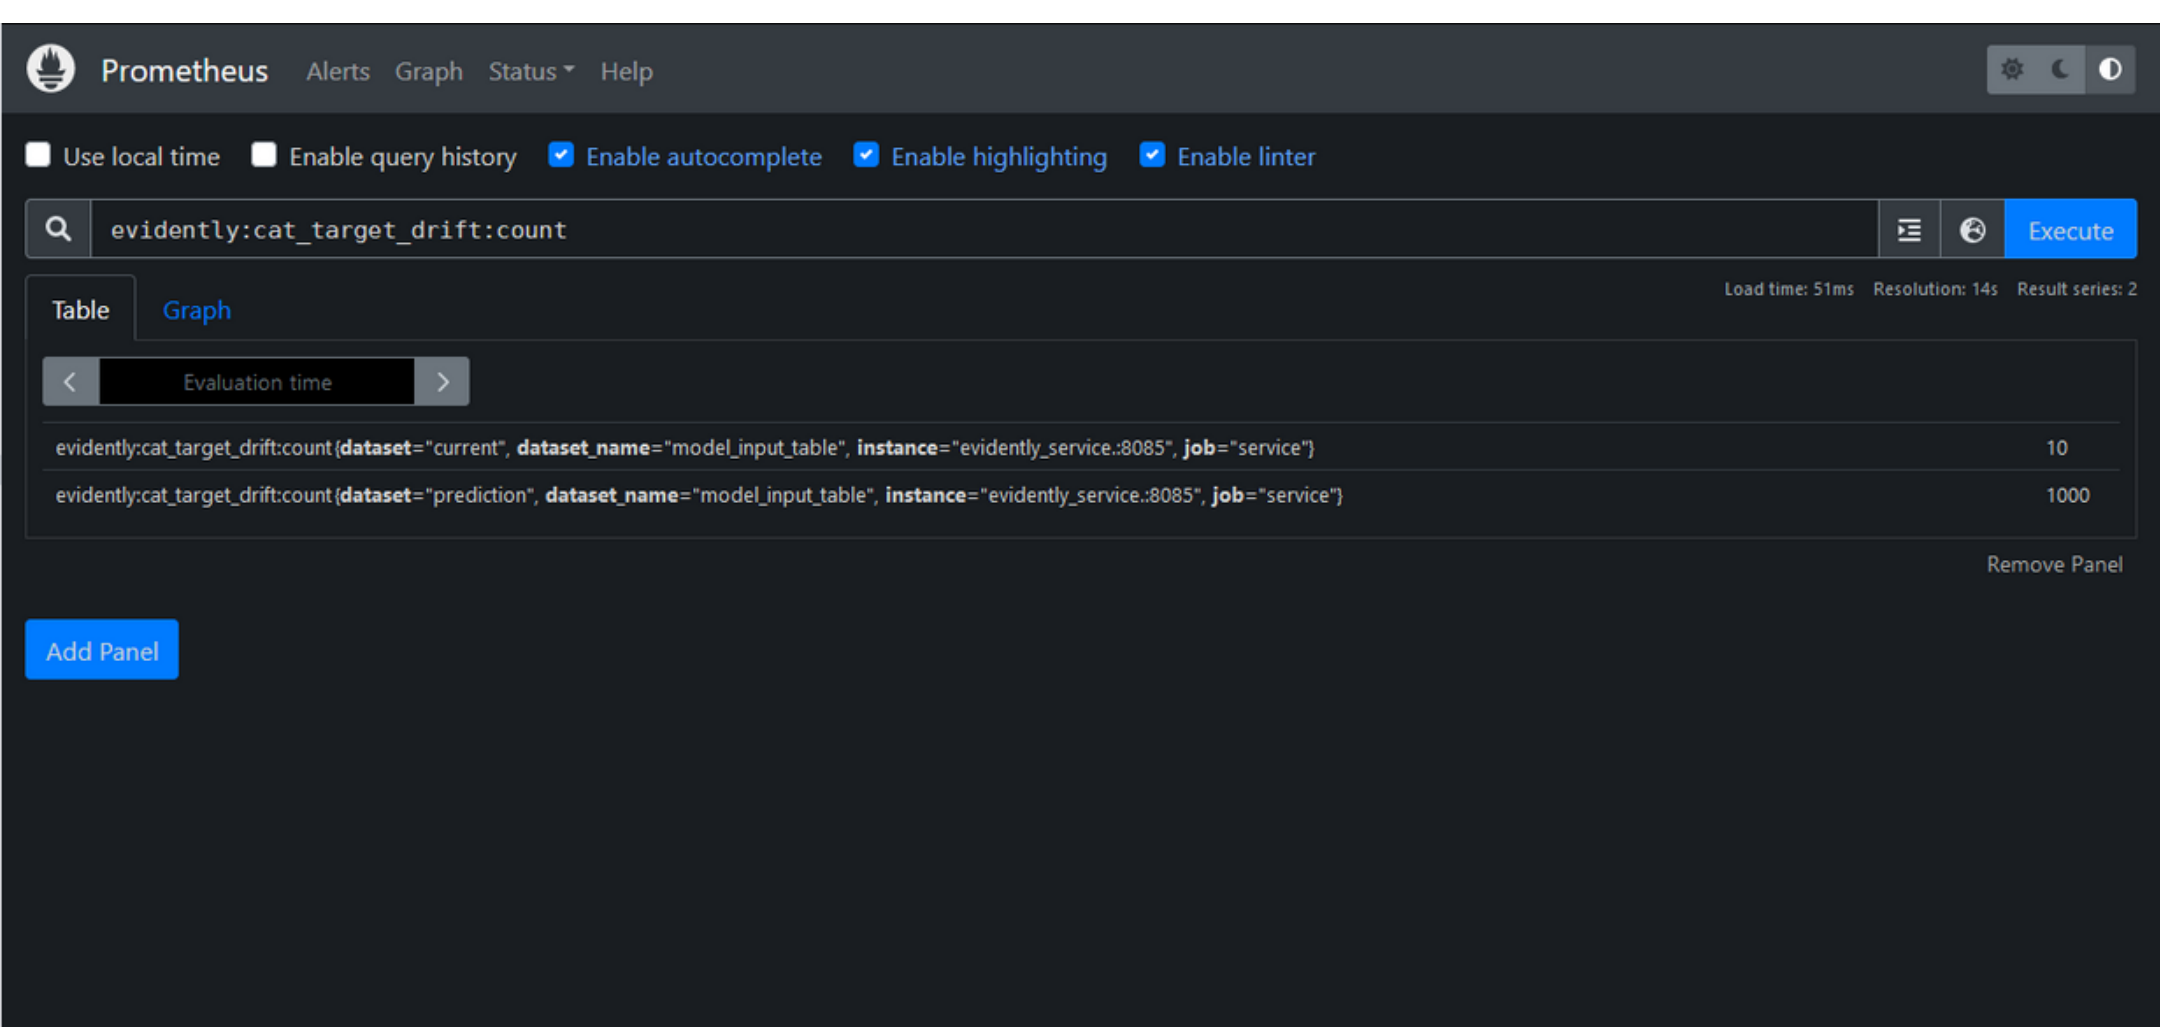 Prometheus Alerts Graph Status Help
Use local time Enable query history Enable autocomplete Enable highlighting Enable linter
evidently:cat_target_drift:count Execute
Load time: 51ms Resolution: 14s Result series: 2
Table Graph
Evaluation time
evidently:cat_target_drift:count{dataset="current", dataset_name="model_input_table", instance="evidently_service.:8085", job="service"} 10
evidently:cat_target_drift:count{dataset="prediction", dataset_name="model_input_table", instance="evidently_service.:8085", job="service"} 1000
Remove Panel
Add Panel